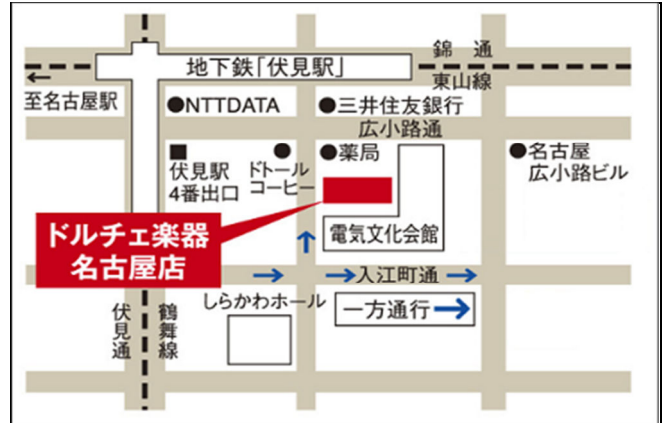 錦通
地下鉄「伏見駅」
東山線
至名古屋駅
●NTTDATA
●三井住友銀行
広小路通
伏見駅
4番出口
ドトール
コーヒー
●薬局
●名古屋
広小路ビル
ドルチェ楽器
名古屋店
電気文化会館
入江町通
しらかわホール
一方通行
伏見通
鶴舞線